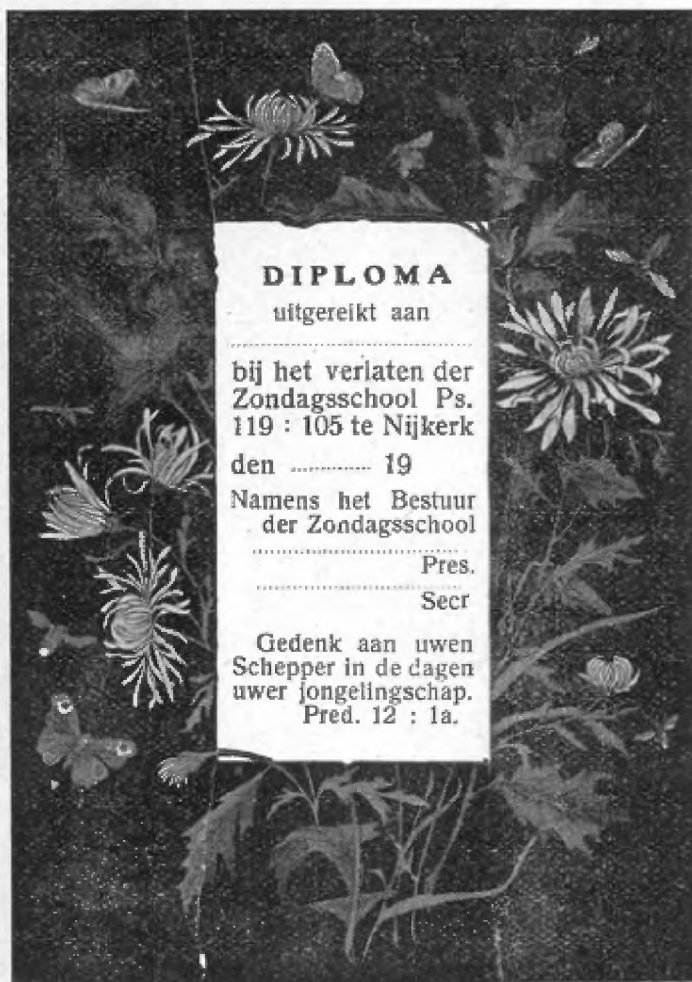 DIPLOMA
uitgereikt aan
bij het verlaten der
Zondagsschool Ps.
119 : 105 te Nijkerk
den ............ 19
Namens het Bestuur
der Zondagsschool
Pres.
Secr
Gedenk aan uwen
Schepper in de dagen
uwer jongelingschap.
Pred. 12 : 1a.